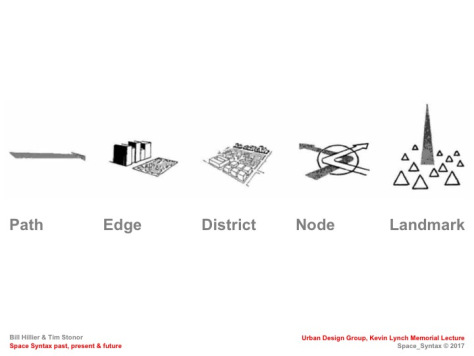 Path Edge District Node Landmark
Bill Hillier & Tim Stonor
Space Syntax past, present & future
Urban Design Group, Kevin Lynch Memorial Lecture
Space_Syntax © 2017